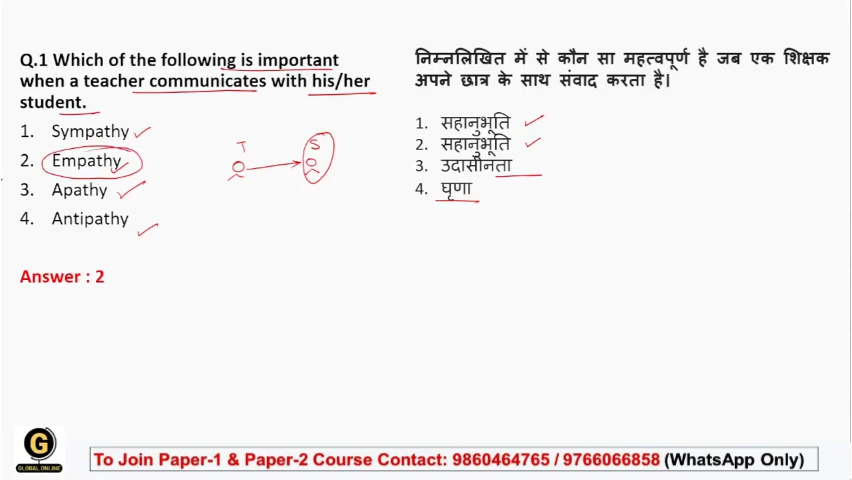 Q.1 Which of the following is important
when a teacher communicates with his/her
student.
1. Sympathy
2. Empathy
3. Apathy
4. Antipathy
Answer : 2
T
S
निम्नलिखित में से कौन सा महत्वपूर्ण है जब एक शिक्षक
अपने छात्र के साथ संवाद करता है।
1. सहानुभूति
2. सहानुभूति
3. उदासीनता
4. घृणा
G
GLOBAL ONLINE
To Join Paper-1 & Paper-2 Course Contact: 9860464765 / 9766066858 (WhatsApp Only)